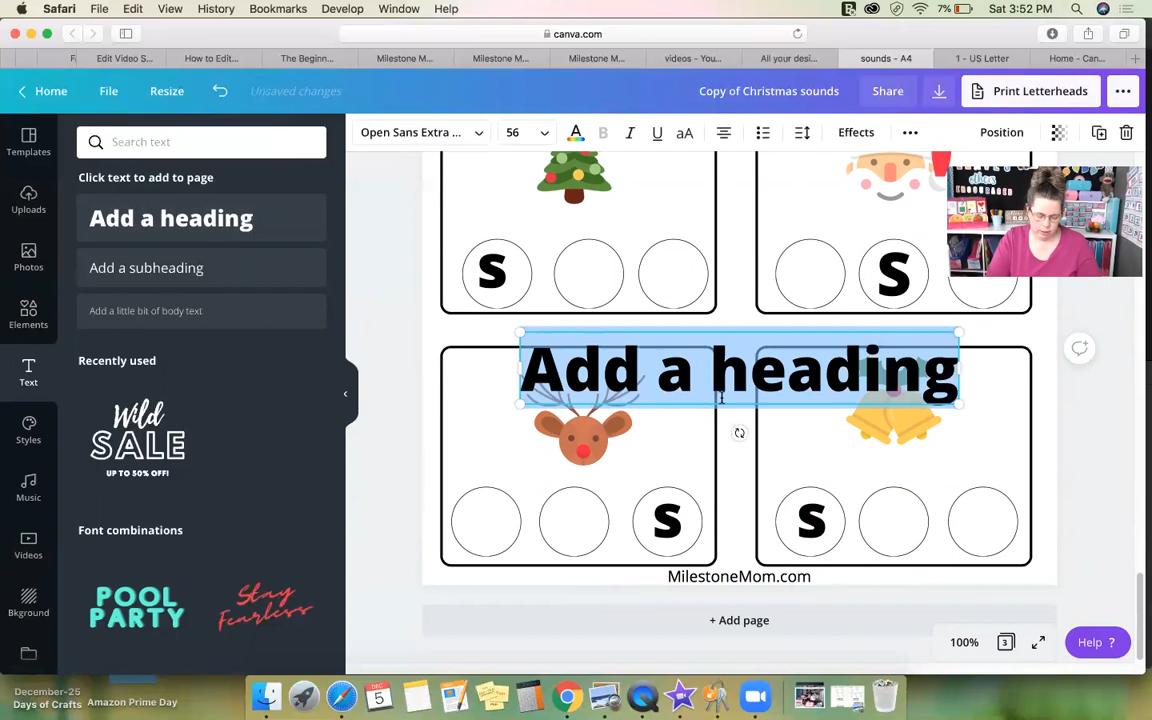 Safari File Edit View History Bookmarks Develop Window Help 7% Sat 3:52 PM
canva.com
F Edit Video S... How to Edit... The Beginn... Milestone M... Milestone M... Milestone M... videos - You... All your desi... sounds - A4 1 - US Letter Home - Can...
Home File Resize Unsaved changes Copy of Christmas sounds Share Print Letterheads
Open Sans Extra ... 56 A B I U aA Effects Position
Templates
Uploads
Photos
Elements
Text
Styles
Music
Videos
Bkground
Search text
Click text to add to page
Add a heading
Add a subheading
Add a little bit of body text
Recently used
Wild
SALE
UP TO 50% OFF!
Font combinations
POOL
PARTY
Stay
Fearless
s s
Add a heading
s s
MilestoneMom.com
+ Add page
100% 3 Help ?
December-25
Days of Crafts
Amazon Prime Day
DEC
5